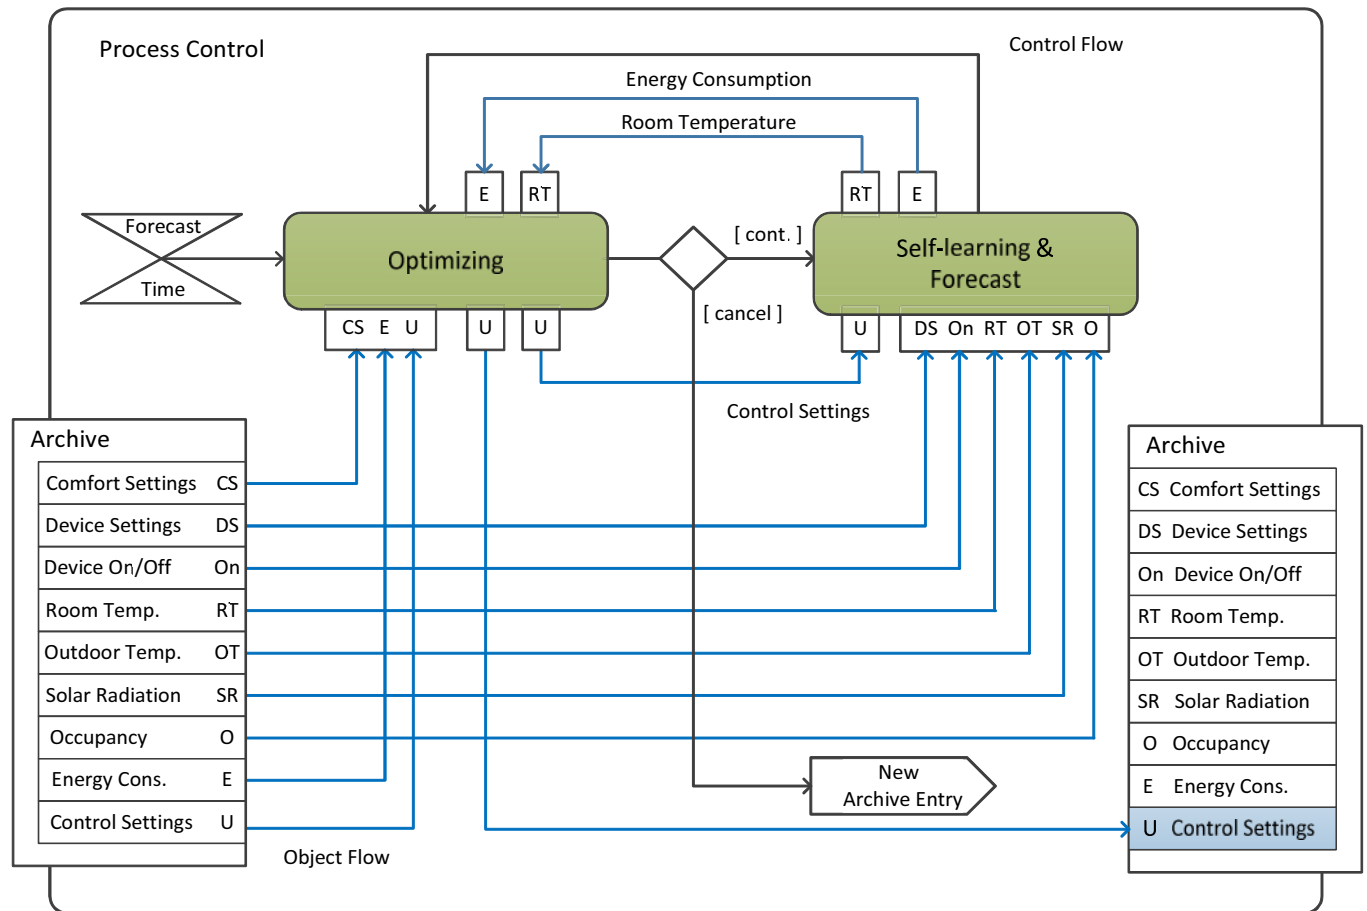 Process Control
Control Flow
Energy Consumption
Room Temperature
E
RT
RT
E
Forecast
Time
Optimizing
[ cont. ]
[ cancel ]
Self-learning &
Forecast
CS E U
U
U
U
DS On RT OT SR O
Control Settings
Archive
Comfort Settings CS
Device Settings DS
Device On/Off On
Room Temp. RT
Outdoor Temp. OT
Solar Radiation SR
Occupancy O
Energy Cons. E
Control Settings U
Object Flow
New
Archive Entry
Archive
CS Comfort Settings
DS Device Settings
On Device On/Off
RT Room Temp.
OT Outdoor Temp.
SR Solar Radiation
O Occupancy
E Energy Cons.
U Control Settings